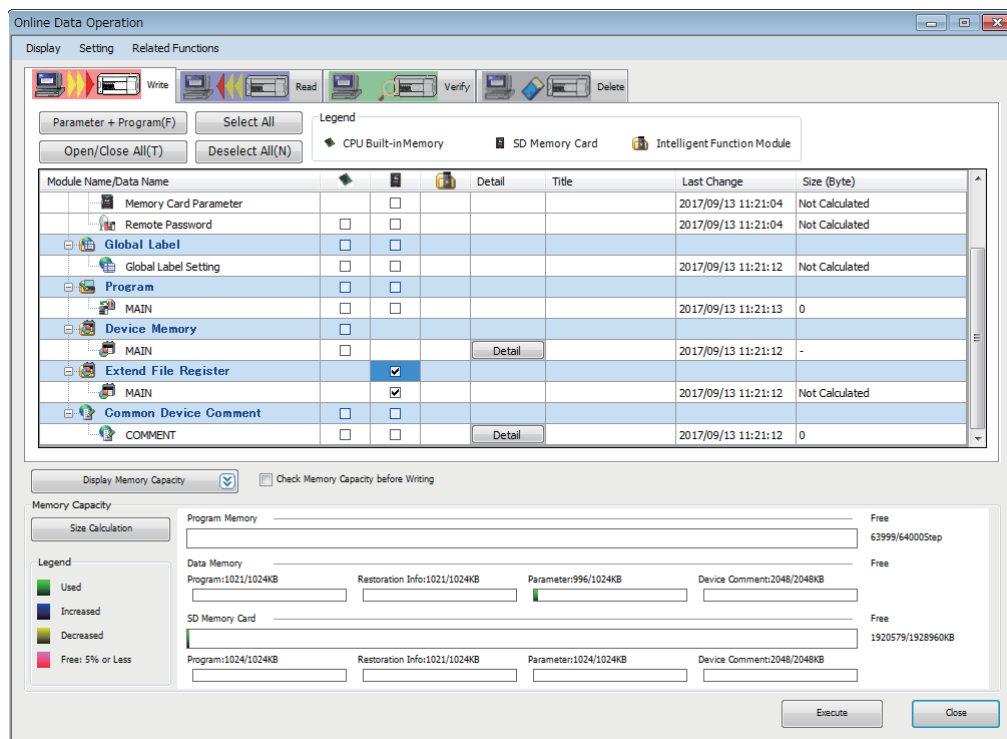 Online Data Operation
Display Setting Related Functions
Write Read Verify Delete
Parameter + Program(F) Select All Legend
Open/Close All(T) Deselect All(N) CPU Built-inMemory SD Memory Card Intelligent Function Module
Module Name/Data Name Detail Title Last Change Size (Byte)
Memory Card Parameter 2017/09/13 11:21:04 Not Calculated
Remote Password 2017/09/13 11:21:04 Not Calculated
Global Label
Global Label Setting 2017/09/13 11:21:12 Not Calculated
Program
MAIN 2017/09/13 11:21:13 0
Device Memory
MAIN Detail 2017/09/13 11:21:12 -
Extend File Register
MAIN 2017/09/13 11:21:12 Not Calculated
Common Device Comment
COMMENT Detail 2017/09/13 11:21:12 0
Display Memory Capacity Check Memory Capacity before Writing
Memory Capacity
Size Calculation
Legend
Used
Increased
Decreased
Free: 5% or Less
Program Memory Free
63999/64000Step
Data Memory Free
Program:1021/1024KB Restoration Info:1021/1024KB Parameter:996/1024KB Device Comment:2048/2048KB
SD Memory Card Free
1920579/1928960KB
Program:1024/1024KB Restoration Info:1021/1024KB Parameter:1024/1024KB Device Comment:2048/2048KB
Execute Close